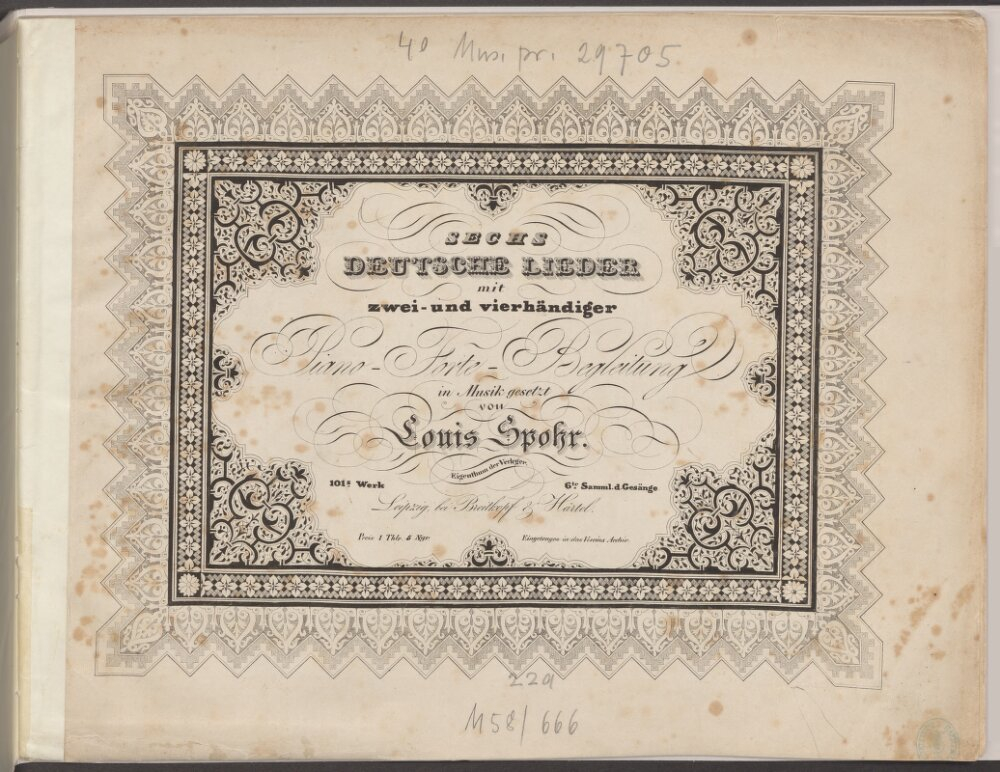 4° Mus. pr. 29705
SECHS
DEUTSCHE LIEDER
mit
zwei- und vierhändiger
Piano-Forte-Begleitung
in Musik gesetzt
von
Louis Spohr.
Eigenthum der Verleger.
101s Werk
6te Samml. d. Gesänge
Leipzig, bei Breitkopf & Härtel.
Preis 1 Thlr. 5 Ngr.
Eingetragen in das Vereins-Archiv.
229
M58/666